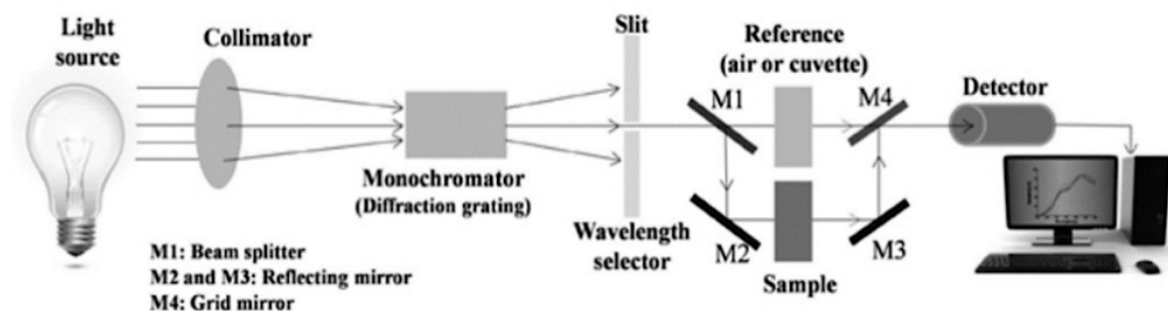 Light
source
Collimator
Monochromator
(Diffraction grating)
Slit
Wavelength
selector
Reference
(air or cuvette)
M1
M4
M2
M3
Sample
Detector
M1: Beam splitter
M2 and M3: Reflecting mirror
M4: Grid mirror